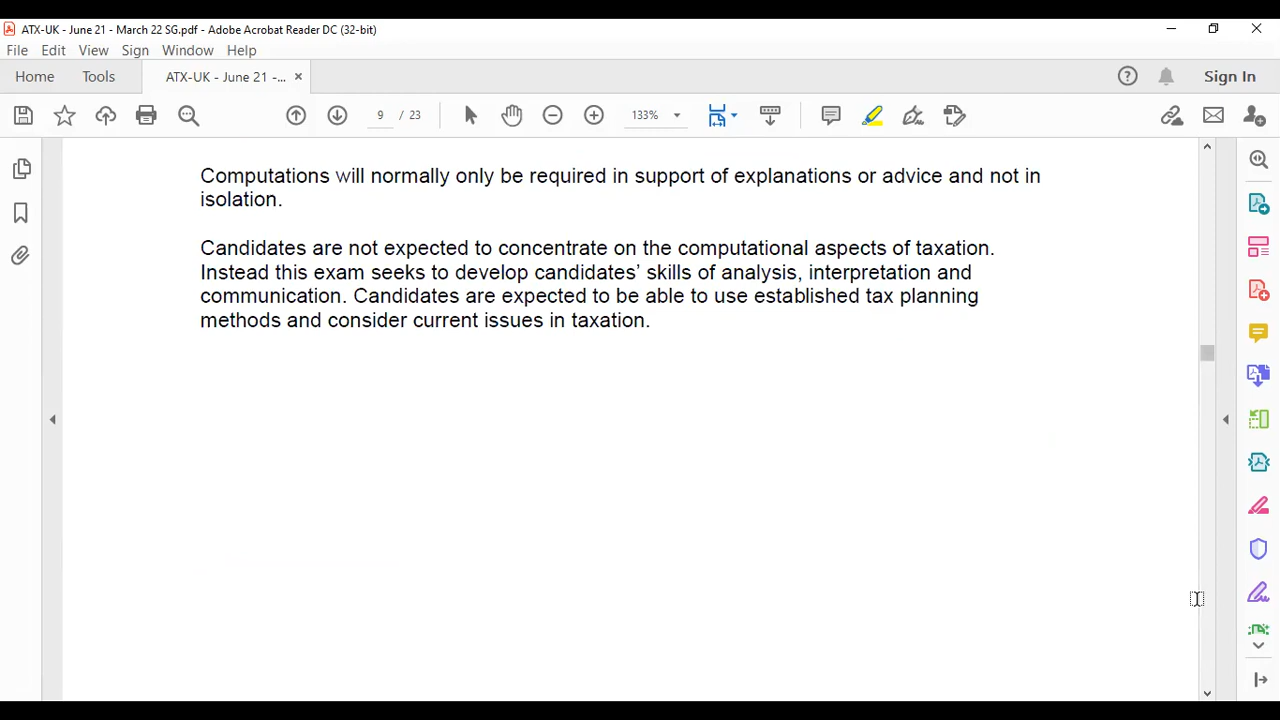 ATX-UK - June 21 - March 22 SG.pdf - Adobe Acrobat Reader DC (32-bit)
File Edit View Sign Window Help
Home Tools ATX-UK - June 21 -... Sign In
9 / 23 133%
Computations will normally only be required in support of explanations or advice and not in
isolation.
Candidates are not expected to concentrate on the computational aspects of taxation.
Instead this exam seeks to develop candidates’ skills of analysis, interpretation and
communication. Candidates are expected to be able to use established tax planning
methods and consider current issues in taxation.